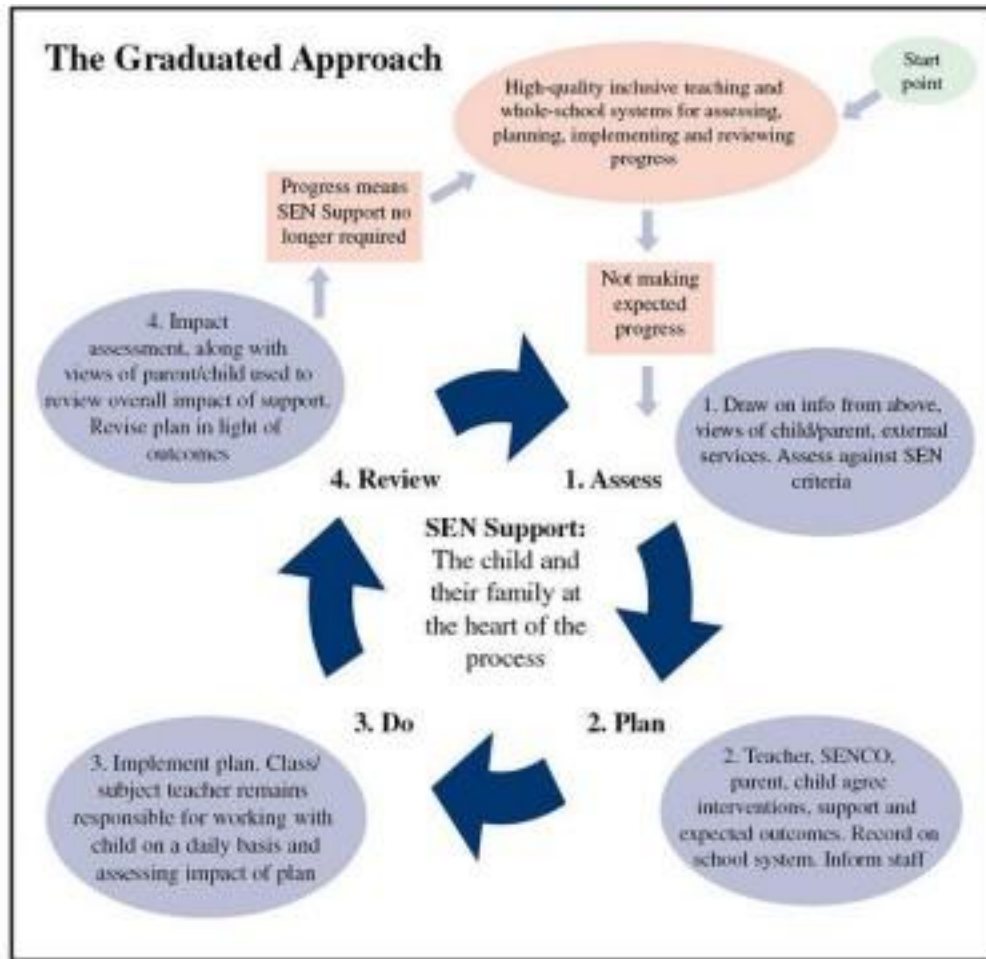 The Graduated Approach
Start
point
High-quality inclusive teaching and
whole-school systems for assessing,
planning, implementing and reviewing
progress
Progress means
SEN Support no
longer required
Not making
expected
progress
4. Impact
assessment, along with
views of parent/child used to
review overall impact of support.
Revise plan in light of
outcomes
1. Draw on info from above,
views of child/parent, external
services. Assess against SEN
criteria
4. Review
1. Assess
SEN Support:
The child and
their family at
the heart of the
process
3. Do
2. Plan
3. Implement plan. Class/
subject teacher remains
responsible for working with
child on a daily basis and
assessing impact of plan
2. Teacher, SENCO,
parent, child agree
interventions, support and
expected outcomes. Record on
school system. Inform staff